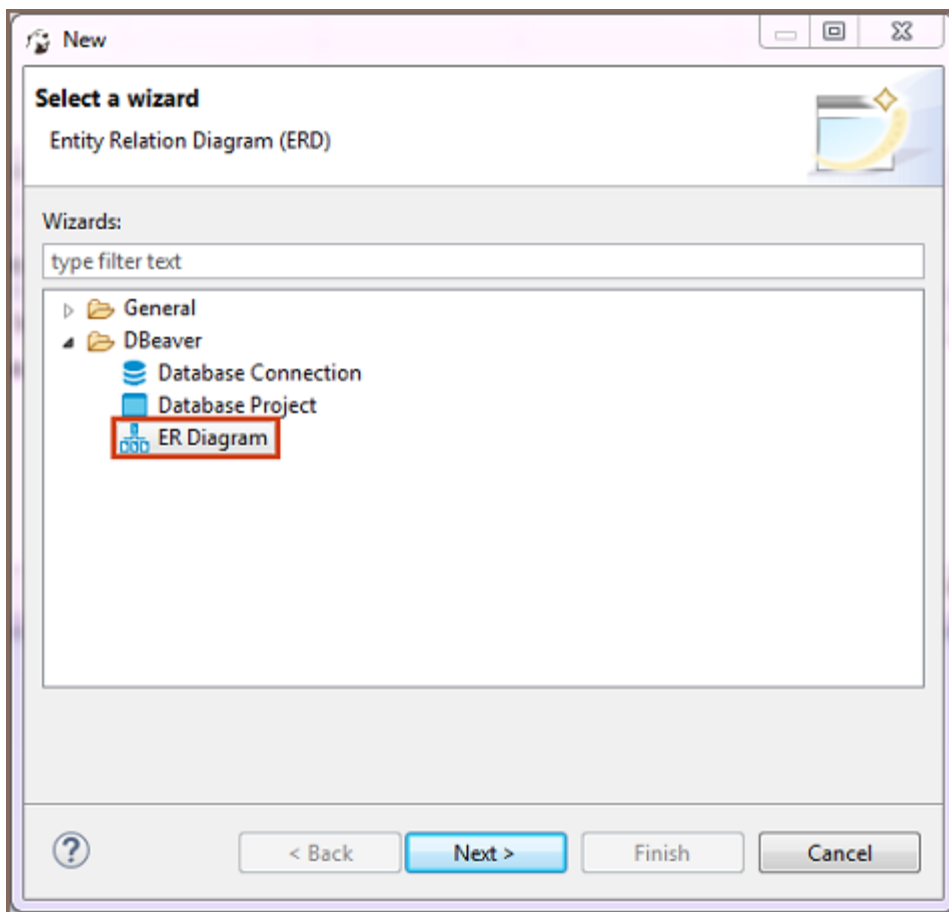 New
Select a wizard
Entity Relation Diagram (ERD)
Wizards:
type filter text
General
DBeaver
Database Connection
Database Project
ER Diagram
?
< Back
Next >
Finish
Cancel